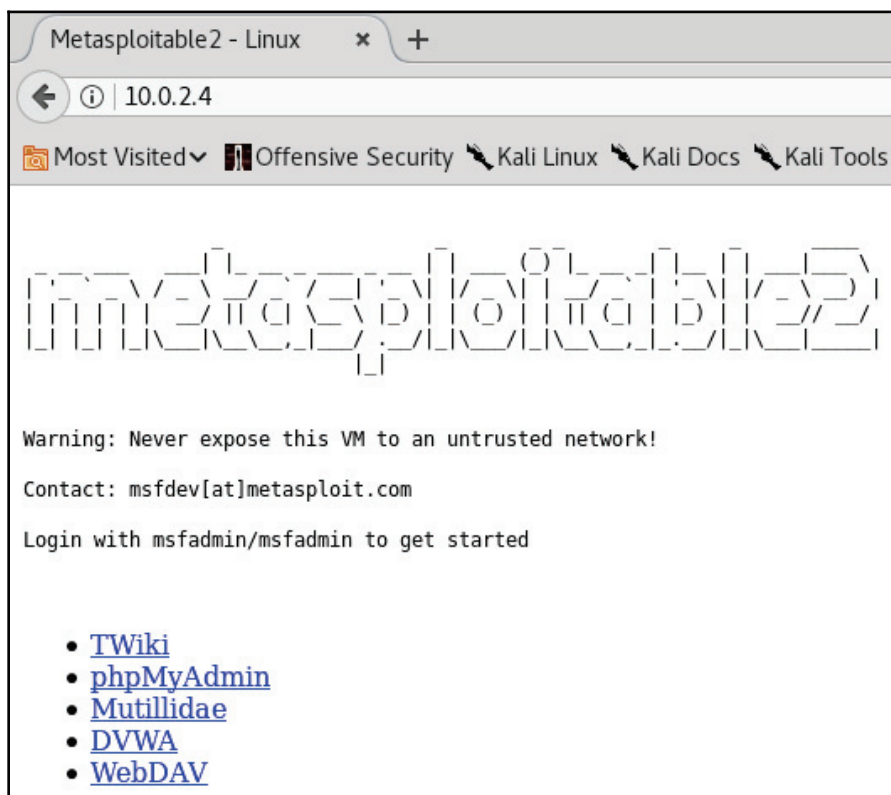 Metasploitable2 - Linux × +
10.0.2.4
Most Visited Offensive Security Kali Linux Kali Docs Kali Tools
metasploitable2
Warning: Never expose this VM to an untrusted network!
Contact: msfdev[at]metasploit.com
Login with msfadmin/msfadmin to get started
• TWiki
• phpMyAdmin
• Mutillidae
• DVWA
• WebDAV